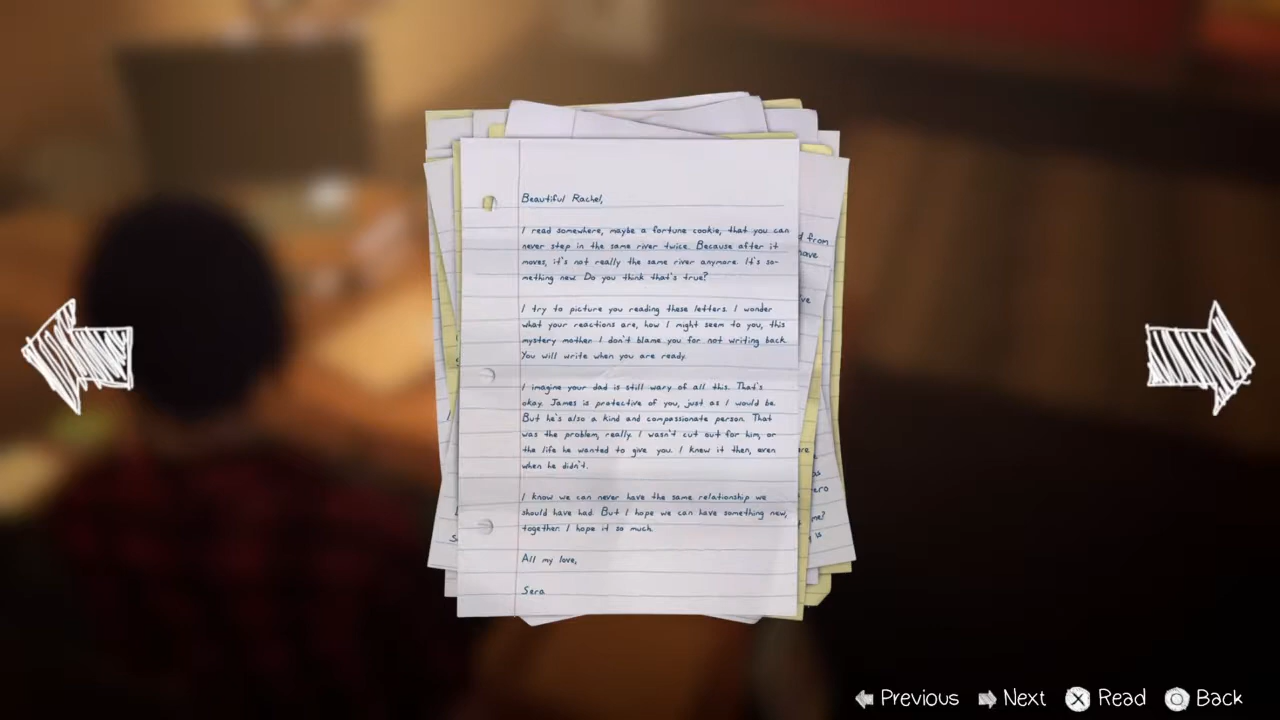 Beautiful Rachel,
I read somewhere, maybe a fortune cookie, that you can
never step in the same river twice. Because after it
moves, it's not really the same river anymore. It's so-
mething new. Do you think that's true?
I try to picture you reading these letters. I wonder
what your reactions are, how I might seem to you, this
mystery mother. I don't blame you for not writing back.
You will write when you are ready.
I imagine your dad is still wary of all this. That's
okay. James is protective of you, just as I would be.
But he's also a kind and compassionate person. That
was the problem, really. I wasn't cut out for him, or
the life he wanted to give you. I knew it then, even
when he didn't.
I know we can never have the same relationship we
should have had. But I hope we can have something new,
together. I hope it so much.
All my love,
Sera
from
have
've
ere
as
ero
me?
is
Previous
Next
Read
Back